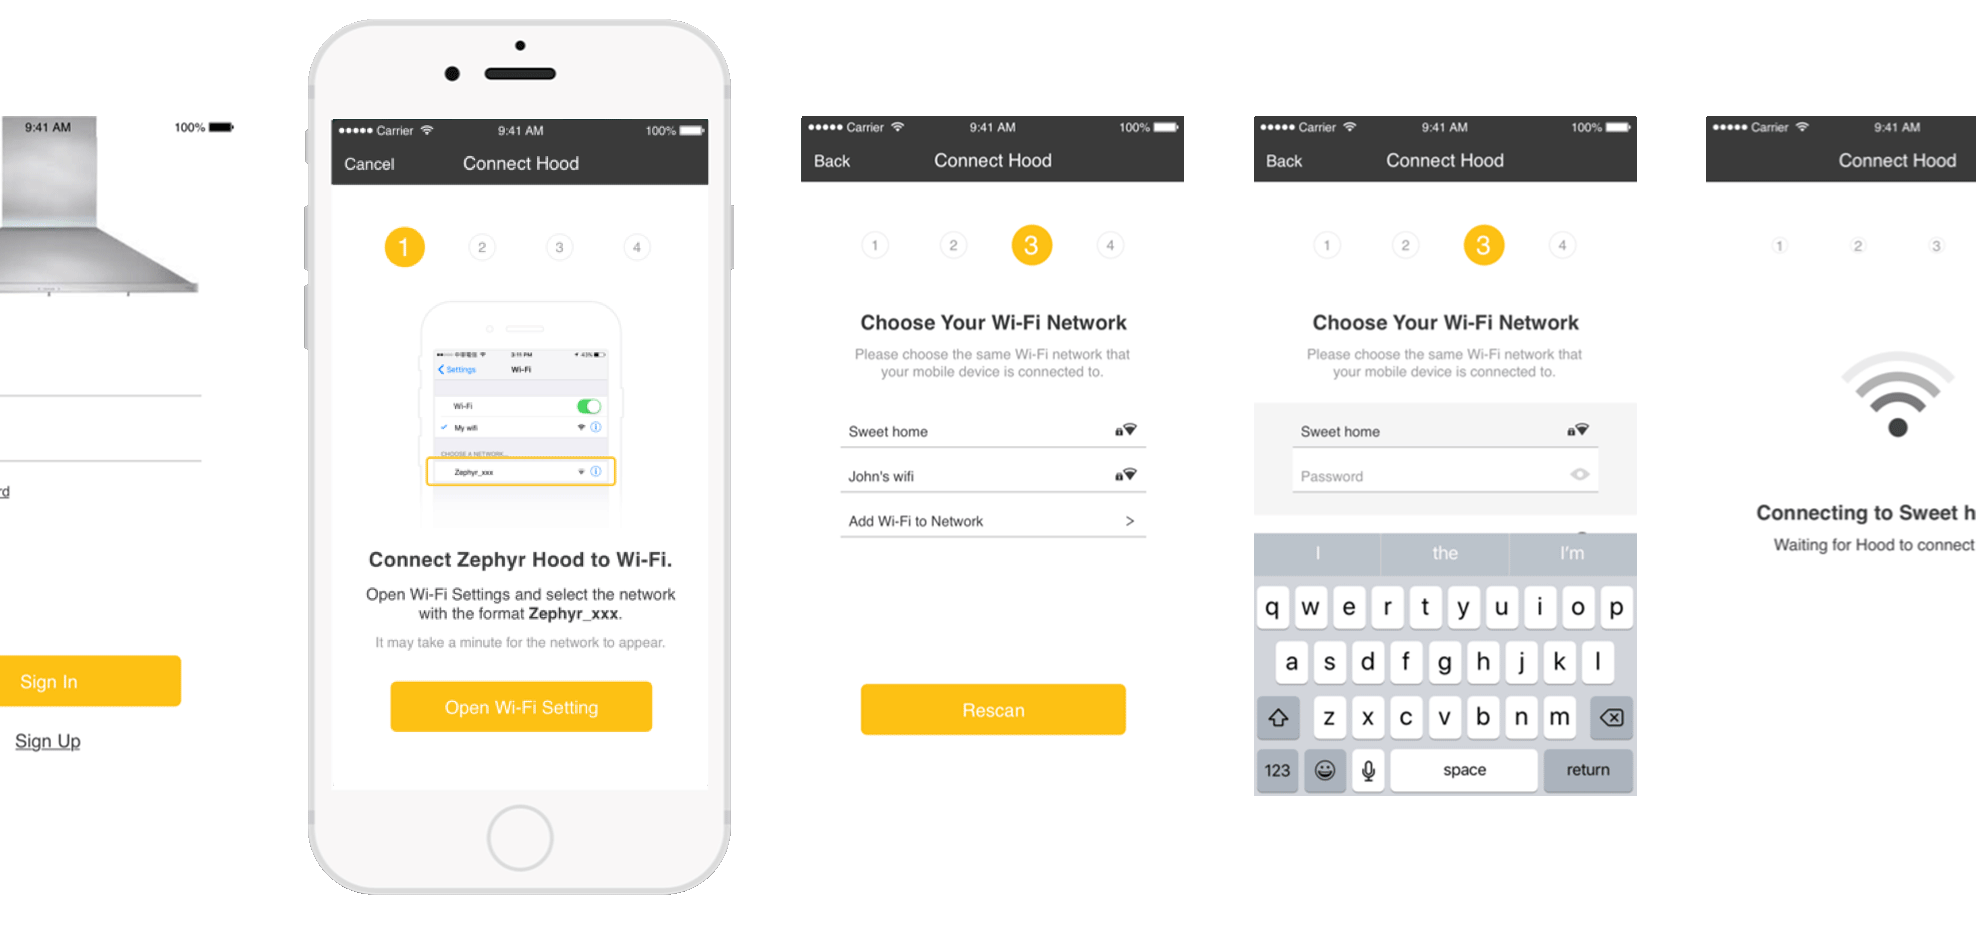 9:41 AM 100%
rd
Sign In
Sign Up
Carrier 9:41 AM 100%
Cancel Connect Hood
1 2 3 4
中華電信 3:11 PM 43%
Settings Wi-Fi
Wi-Fi
My wifi
CHOOSE A NETWORK...
Zephyr_xxx
Connect Zephyr Hood to Wi-Fi.
Open Wi-Fi Settings and select the network
with the format Zephyr_xxx.
It may take a minute for the network to appear.
Open Wi-Fi Setting
Carrier 9:41 AM 100%
Back Connect Hood
1 2 3 4
Choose Your Wi-Fi Network
Please choose the same Wi-Fi network that
your mobile device is connected to.
Sweet home
John's wifi
Add Wi-Fi to Network >
Rescan
Carrier 9:41 AM 100%
Back Connect Hood
1 2 3 4
Choose Your Wi-Fi Network
Please choose the same Wi-Fi network that
your mobile device is connected to.
Sweet home
Password
I the I'm
q w e r t y u i o p
a s d f g h j k l
z x c v b n m
123 space return
Carrier 9:41 AM
Connect Hood
1 2 3
Connecting to Sweet h
Waiting for Hood to connect